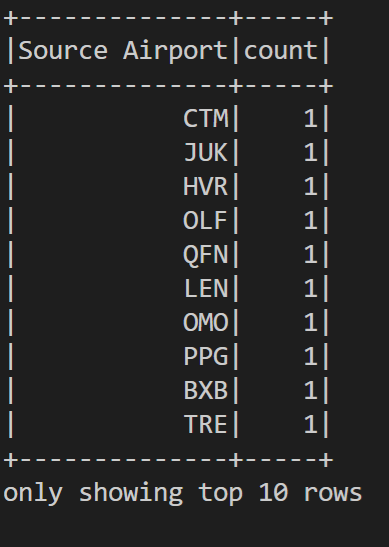 +--------------+-----+
|Source Airport|count|
+--------------+-----+
|           CTM|    1|
|           JUK|    1|
|           HVR|    1|
|           OLF|    1|
|           QFN|    1|
|           LEN|    1|
|           OMO|    1|
|           PPG|    1|
|           BXB|    1|
|           TRE|    1|
+--------------+-----+
only showing top 10 rows